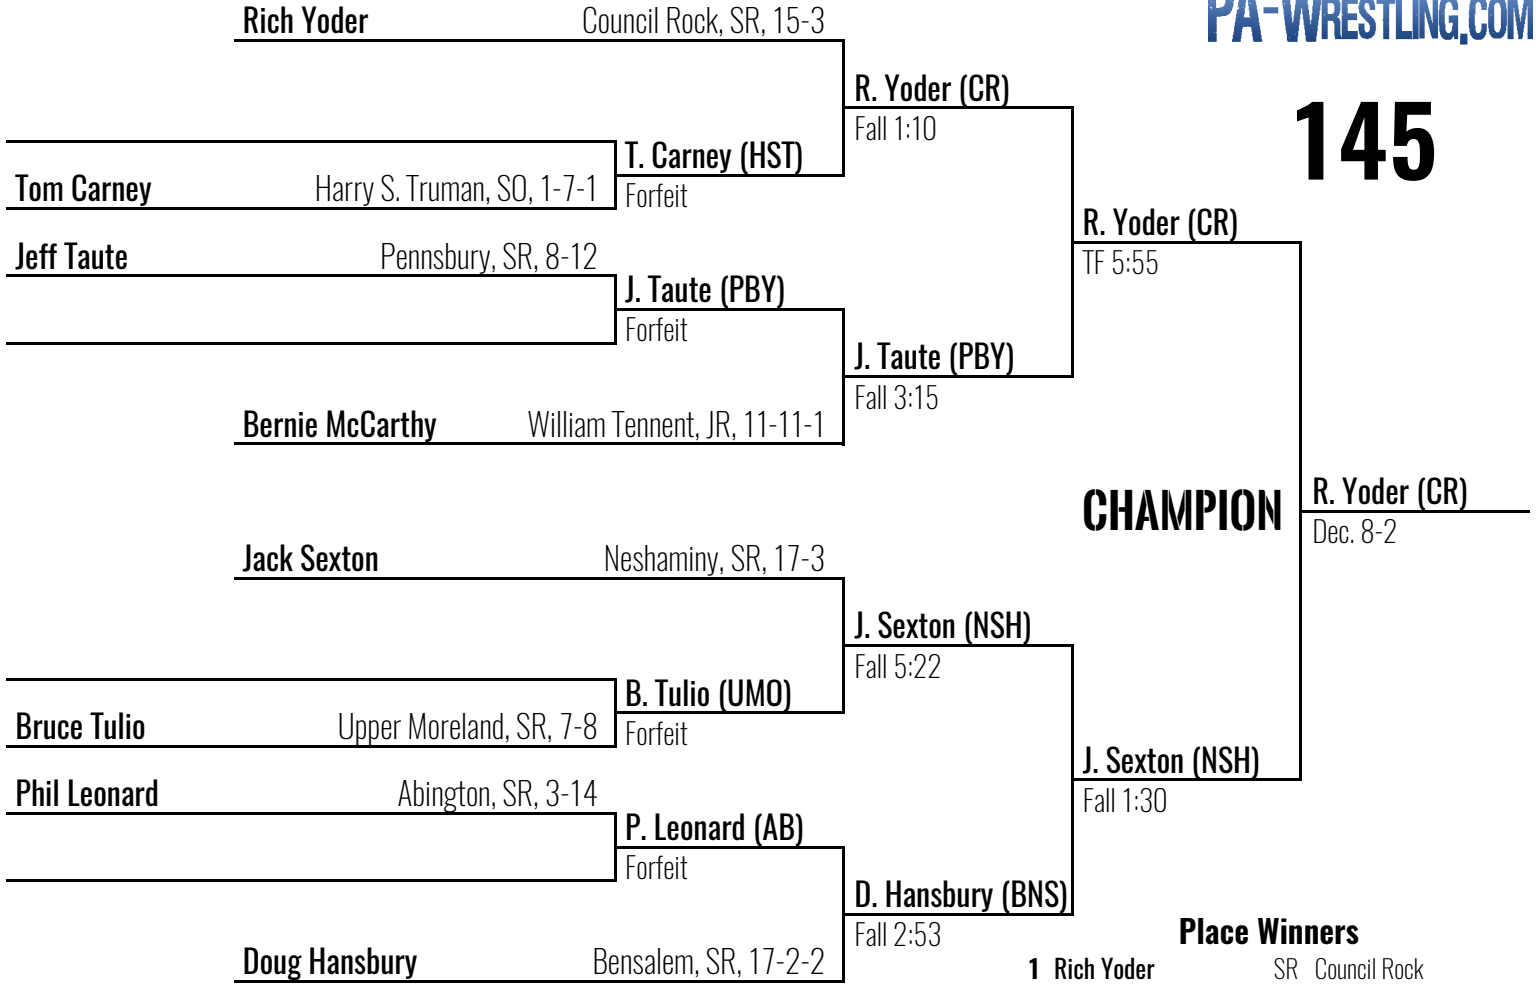 Rich Yoder Council Rock, SR, 15-3
PA-WRESTLING.COM
R. Yoder (CR)
Fall 1:10
145
T. Carney (HST)
Tom Carney Harry S. Truman, SO, 1-7-1
Forfeit
R. Yoder (CR)
TF 5:55
Jeff Taute Pennsbury, SR, 8-12
J. Taute (PBY)
Forfeit
J. Taute (PBY)
Fall 3:15
Bernie McCarthy William Tennent, JR, 11-11-1
CHAMPION
R. Yoder (CR)
Dec. 8-2
Jack Sexton Neshaminy, SR, 17-3
J. Sexton (NSH)
Fall 5:22
B. Tulio (UMO)
Bruce Tulio Upper Moreland, SR, 7-8
Forfeit
J. Sexton (NSH)
Fall 1:30
Phil Leonard Abington, SR, 3-14
P. Leonard (AB)
Forfeit
D. Hansbury (BNS)
Fall 2:53
Doug Hansbury Bensalem, SR, 17-2-2
Place Winners
1 Rich Yoder SR Council Rock